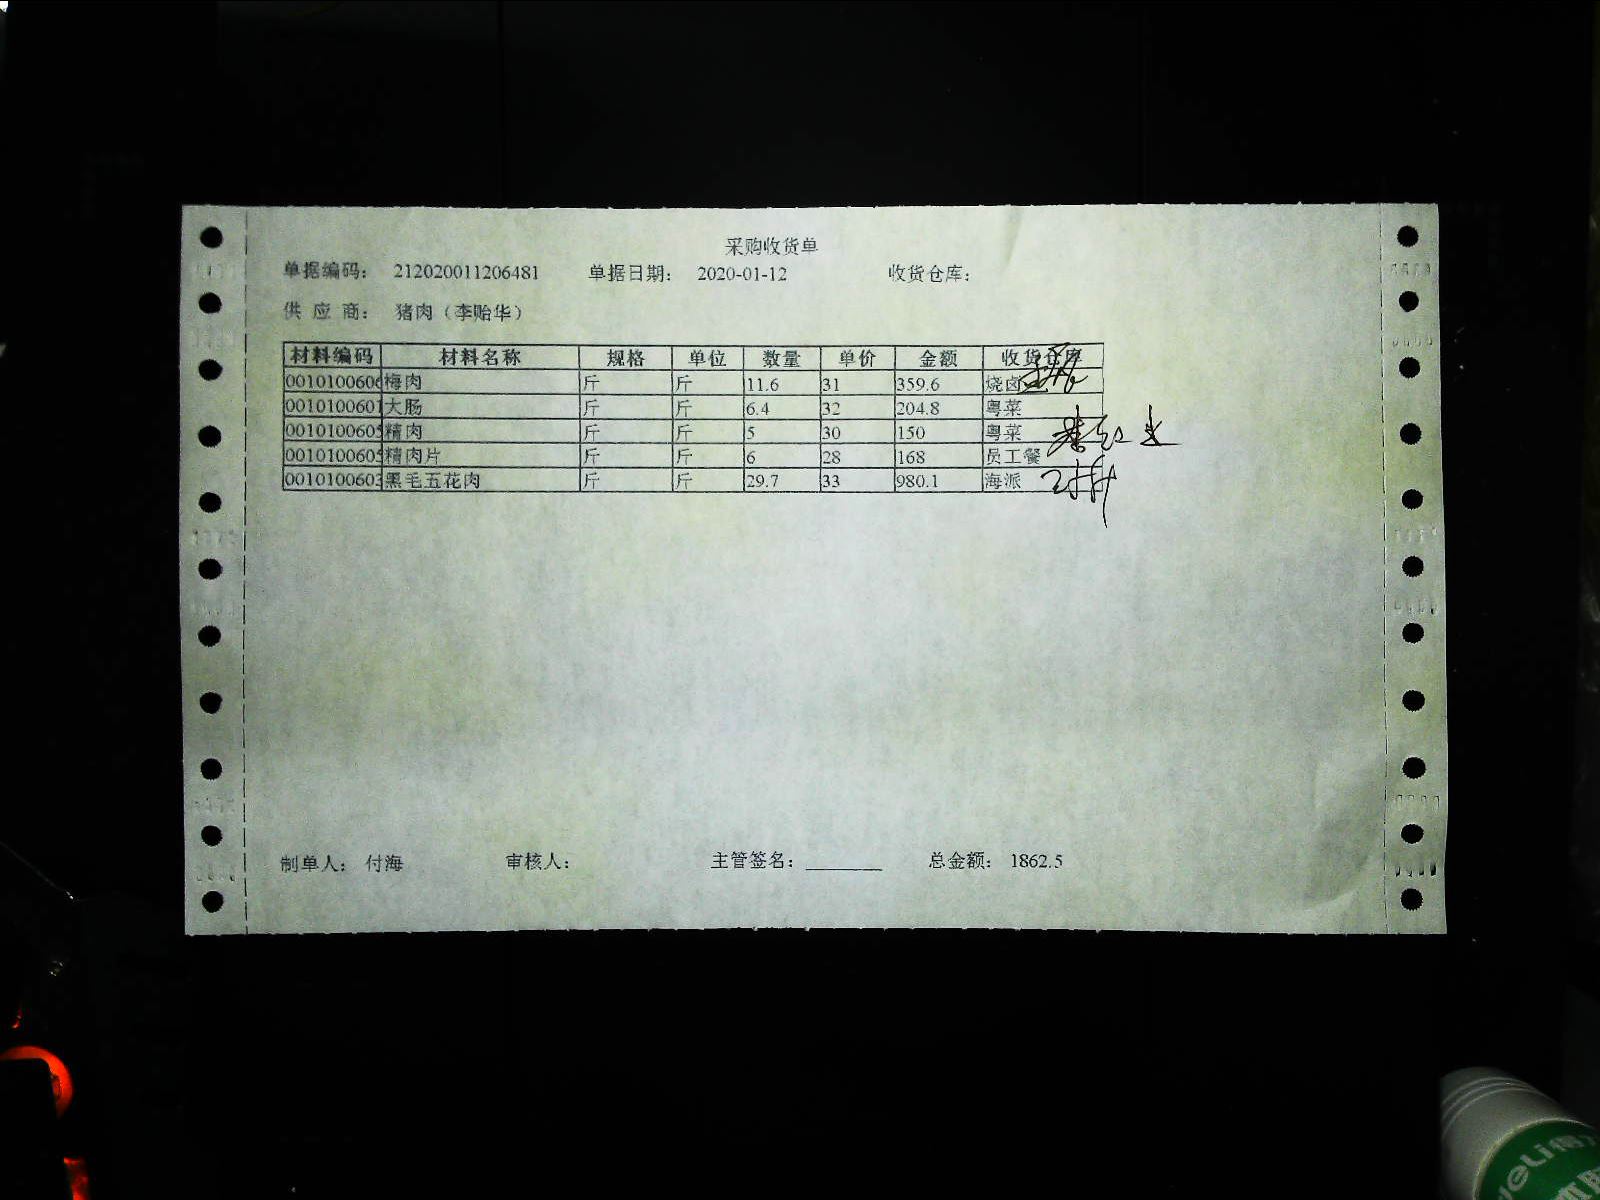 采购收货单
单据编码： 212020011206481 单据日期： 2020-01-12 收货仓库：
供 应 商： 猪肉（李贻华）
材料编码 材料名称 规格 单位 数量 单价 金额 收货仓库
0010100606 梅肉 斤 斤 11.6 31 359.6 烧卤
0010100601 大肠 斤 斤 6.4 32 204.8 粤菜
0010100605 精肉 斤 斤 5 30 150 粤菜
0010100605 精肉片 斤 斤 6 28 168 员工餐
0010100603 黑毛五花肉 斤 斤 29.7 33 980.1 海派
制单人： 付海 审核人： 主管签名：________ 总金额： 1862.5
deli